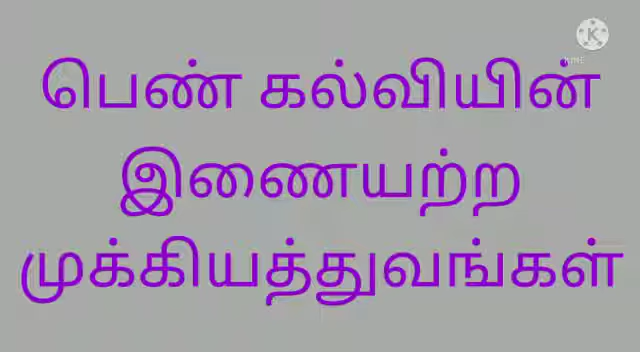 பெண் கல்வியின்
இணையற்ற
முக்கியத்துவங்கள்